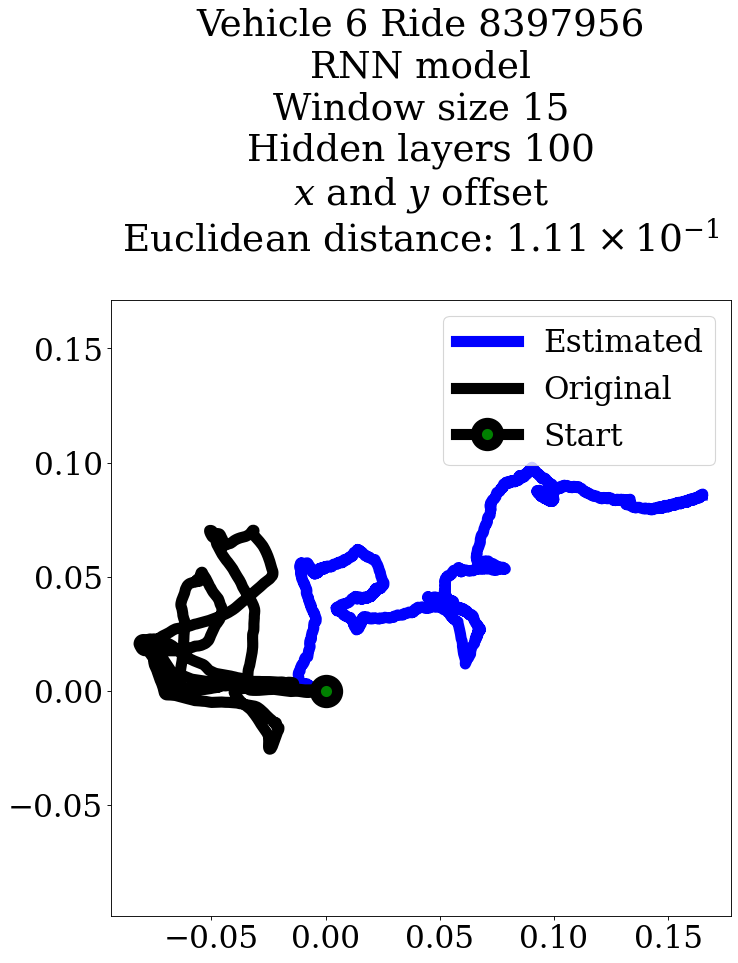 Vehicle 6 Ride 8397956
RNN model
Window size 15
Hidden layers 100
x and y offset
Euclidean distance: 1.11 × 10⁻¹
Estimated
Original
Start
0.15
0.10
0.05
0.00
−0.05
−0.05 0.00 0.05 0.10 0.15